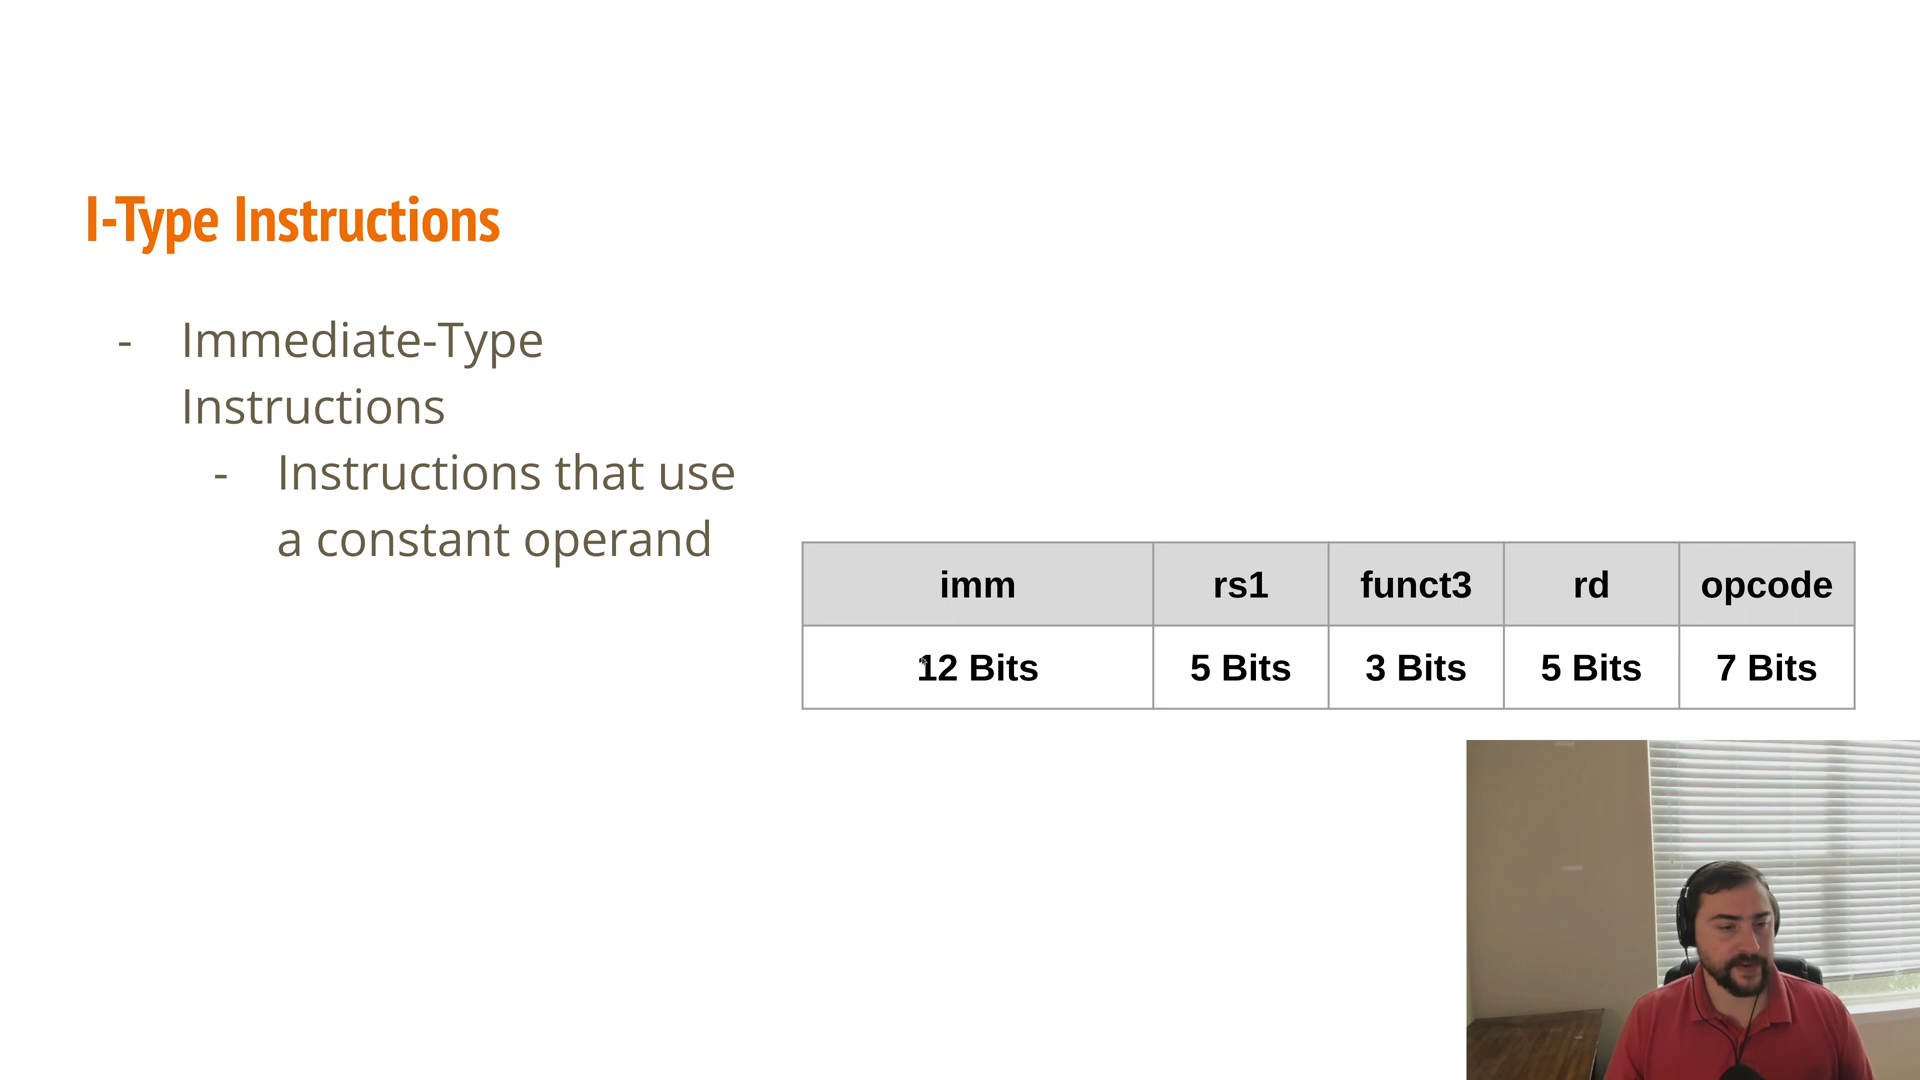 I-Type Instructions
- Immediate-Type
Instructions
- Instructions that use
a constant operand
imm rs1 funct3 rd opcode
12 Bits 5 Bits 3 Bits 5 Bits 7 Bits